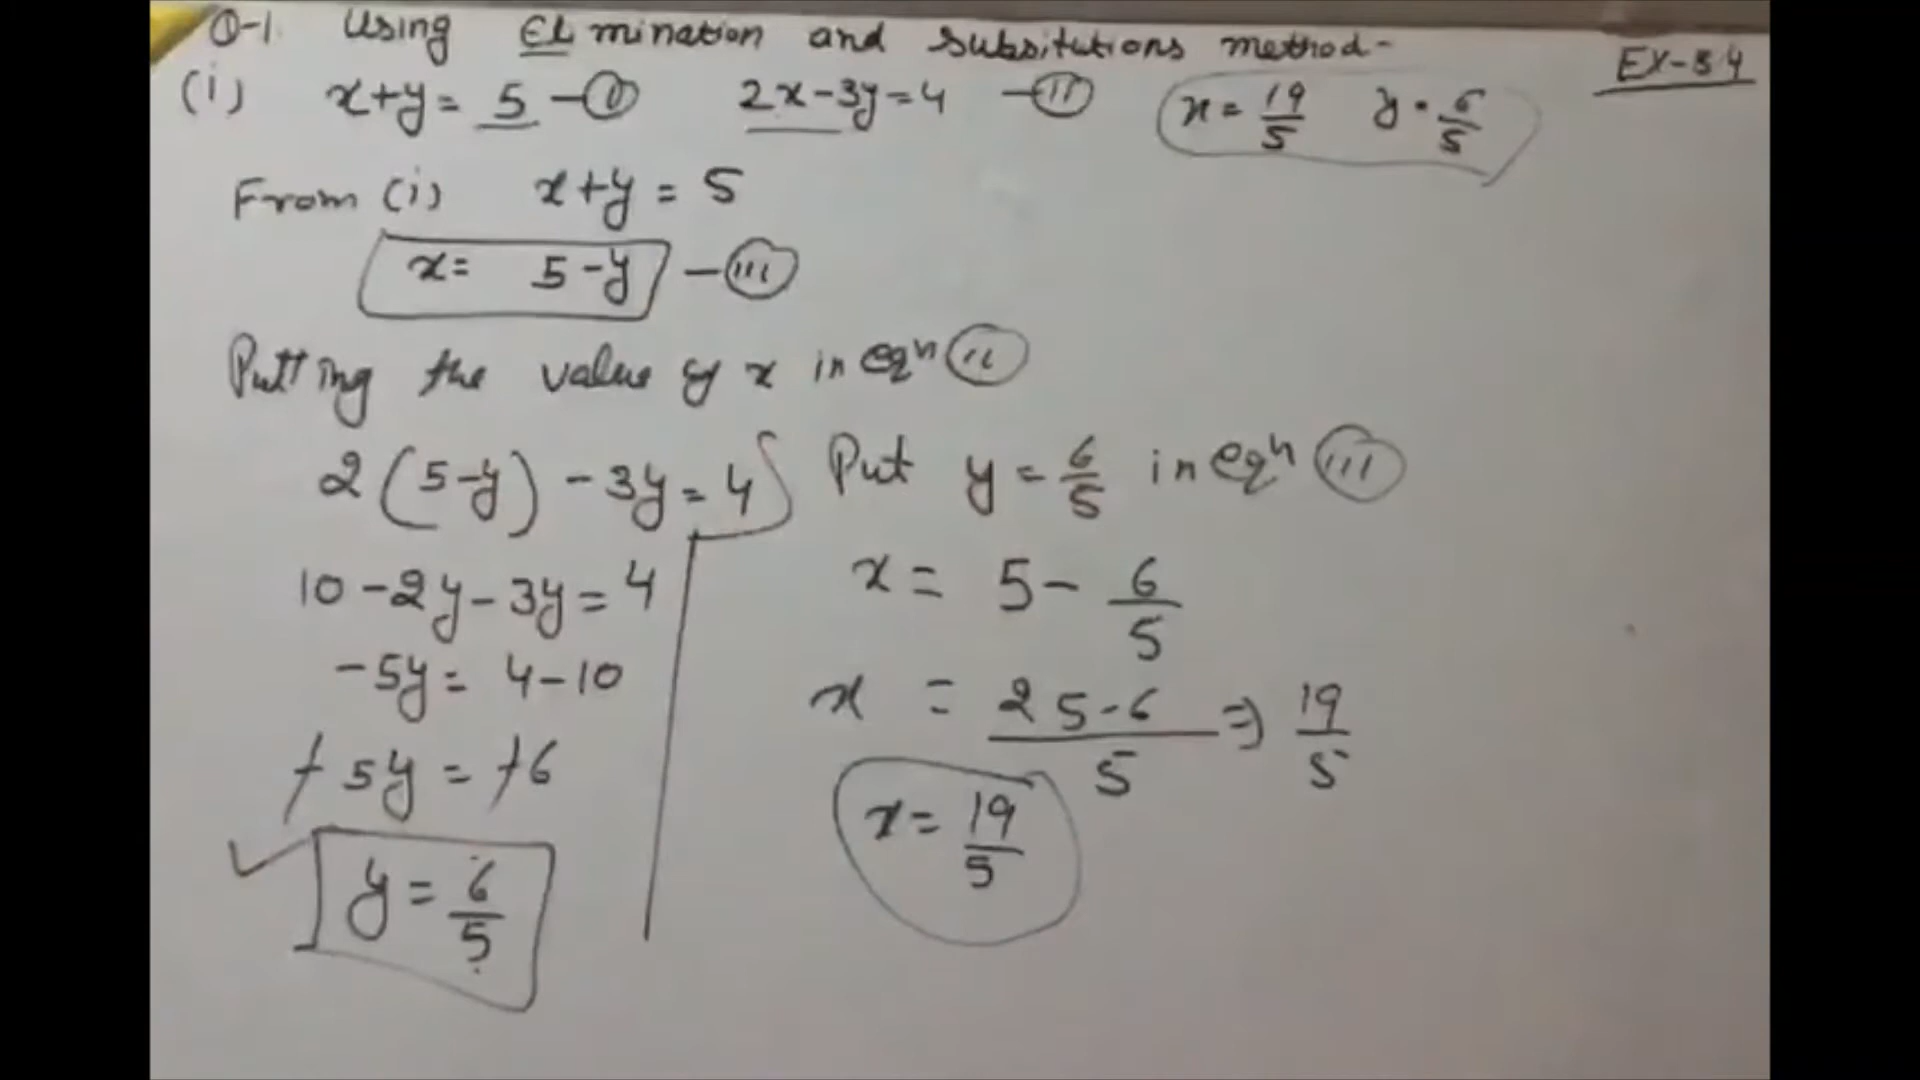 Q-1. Using Elimination and Subsitutions method-
EX-3.4
(i) x+y= 5 -(i) 2x-3y=4 -(ii) x= 19/5 y= 6/5
From (i) x+y = 5
x= 5-y -(iii)
Putting the value of x in eqn (ii)
2(5-y) -3y=4
10-2y-3y=4
-5y= 4-10
+5y = +6
y= 6/5
Put y= 6/5 in eqn (iii)
x= 5- 6/5
x = 25-6/5 => 19/5
x= 19/5